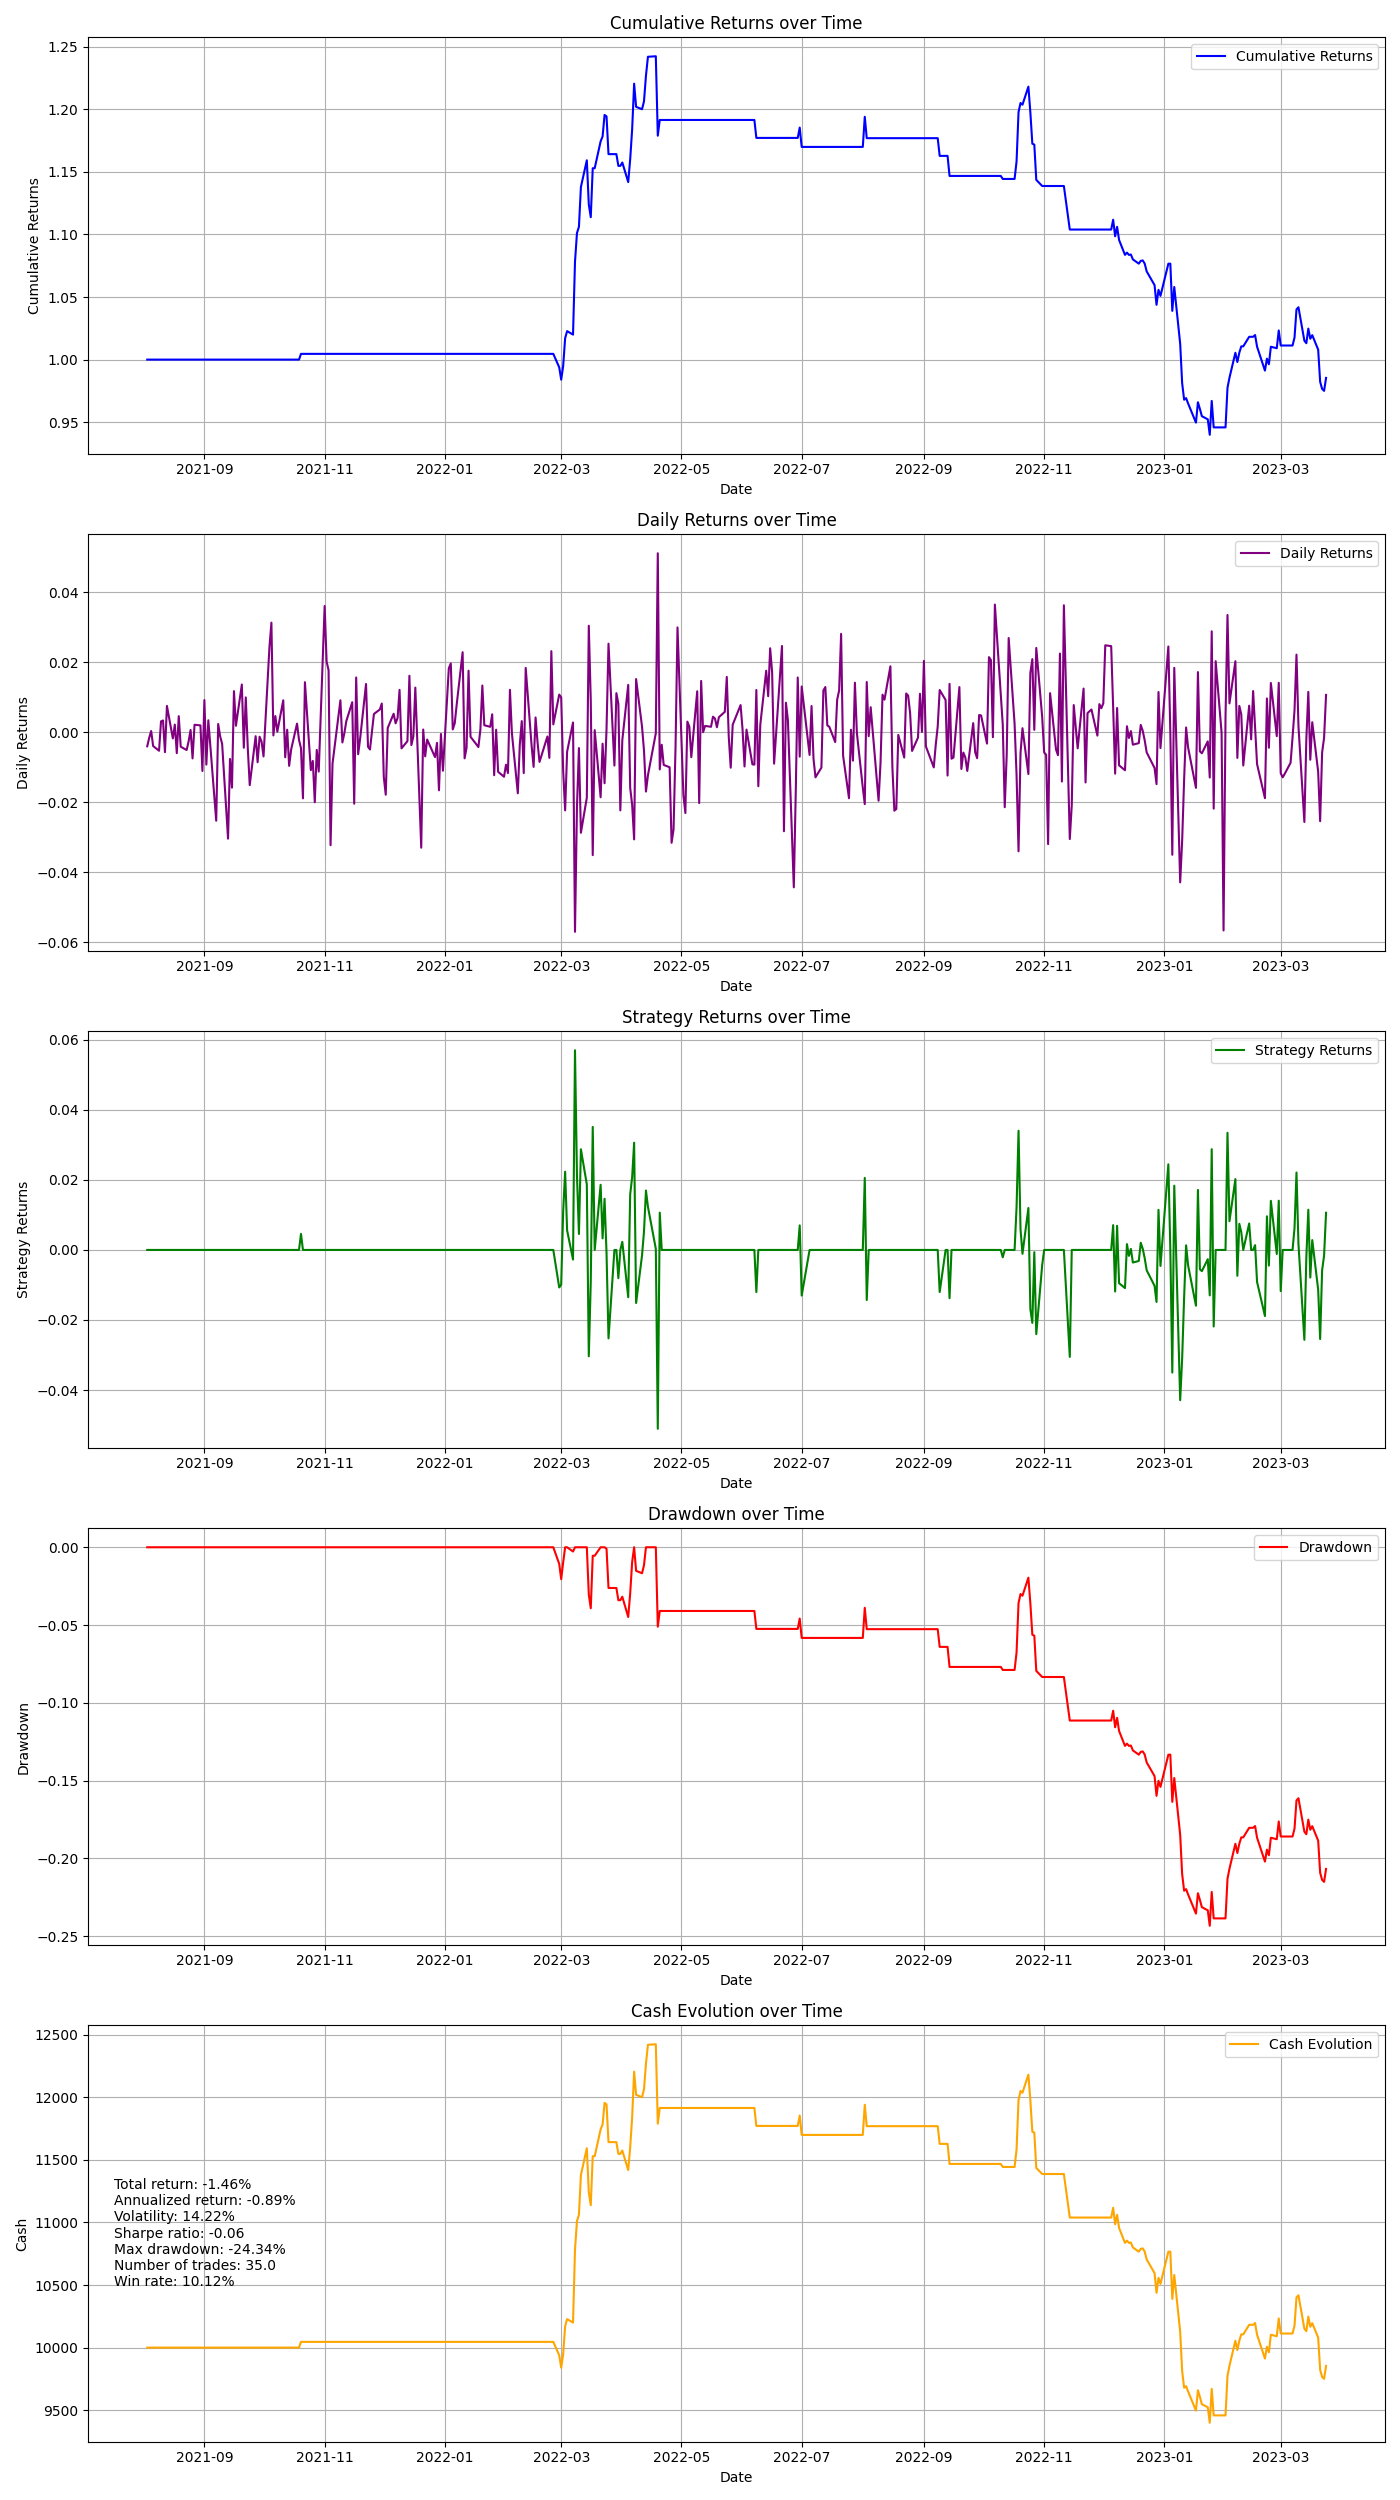 Cumulative Returns over Time
Cumulative Returns
Cumulative Returns
1.25
1.20
1.15
1.10
1.05
1.00
0.95
2021-09 2021-11 2022-01 2022-03 2022-05 2022-07 2022-09 2022-11 2023-01 2023-03
Date
Daily Returns over Time
Daily Returns
Daily Returns
0.04
0.02
0.00
−0.02
−0.04
−0.06
2021-09 2021-11 2022-01 2022-03 2022-05 2022-07 2022-09 2022-11 2023-01 2023-03
Date
Strategy Returns over Time
Strategy Returns
Strategy Returns
0.06
0.04
0.02
0.00
−0.02
−0.04
2021-09 2021-11 2022-01 2022-03 2022-05 2022-07 2022-09 2022-11 2023-01 2023-03
Date
Drawdown over Time
Drawdown
Drawdown
0.00
−0.05
−0.10
−0.15
−0.20
−0.25
2021-09 2021-11 2022-01 2022-03 2022-05 2022-07 2022-09 2022-11 2023-01 2023-03
Date
Cash Evolution over Time
Cash Evolution
Cash
12500
12000
11500
11000
10500
10000
9500
Total return: -1.46%
Annualized return: -0.89%
Volatility: 14.22%
Sharpe ratio: -0.06
Max drawdown: -24.34%
Number of trades: 35.0
Win rate: 10.12%
2021-09 2021-11 2022-01 2022-03 2022-05 2022-07 2022-09 2022-11 2023-01 2023-03
Date